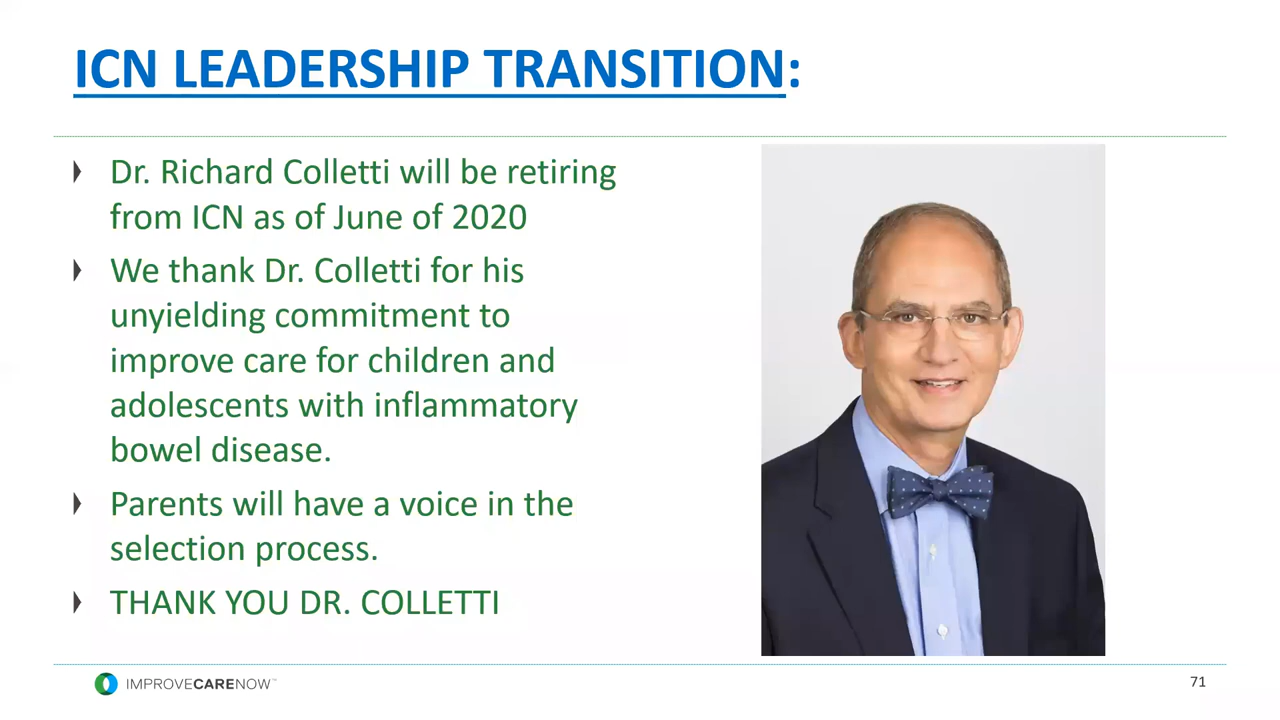 ICN LEADERSHIP TRANSITION:
Dr. Richard Colletti will be retiring
from ICN as of June of 2020
We thank Dr. Colletti for his
unyielding commitment to
improve care for children and
adolescents with inflammatory
bowel disease.
Parents will have a voice in the
selection process.
THANK YOU DR. COLLETTI
IMPROVECARENOW™
71